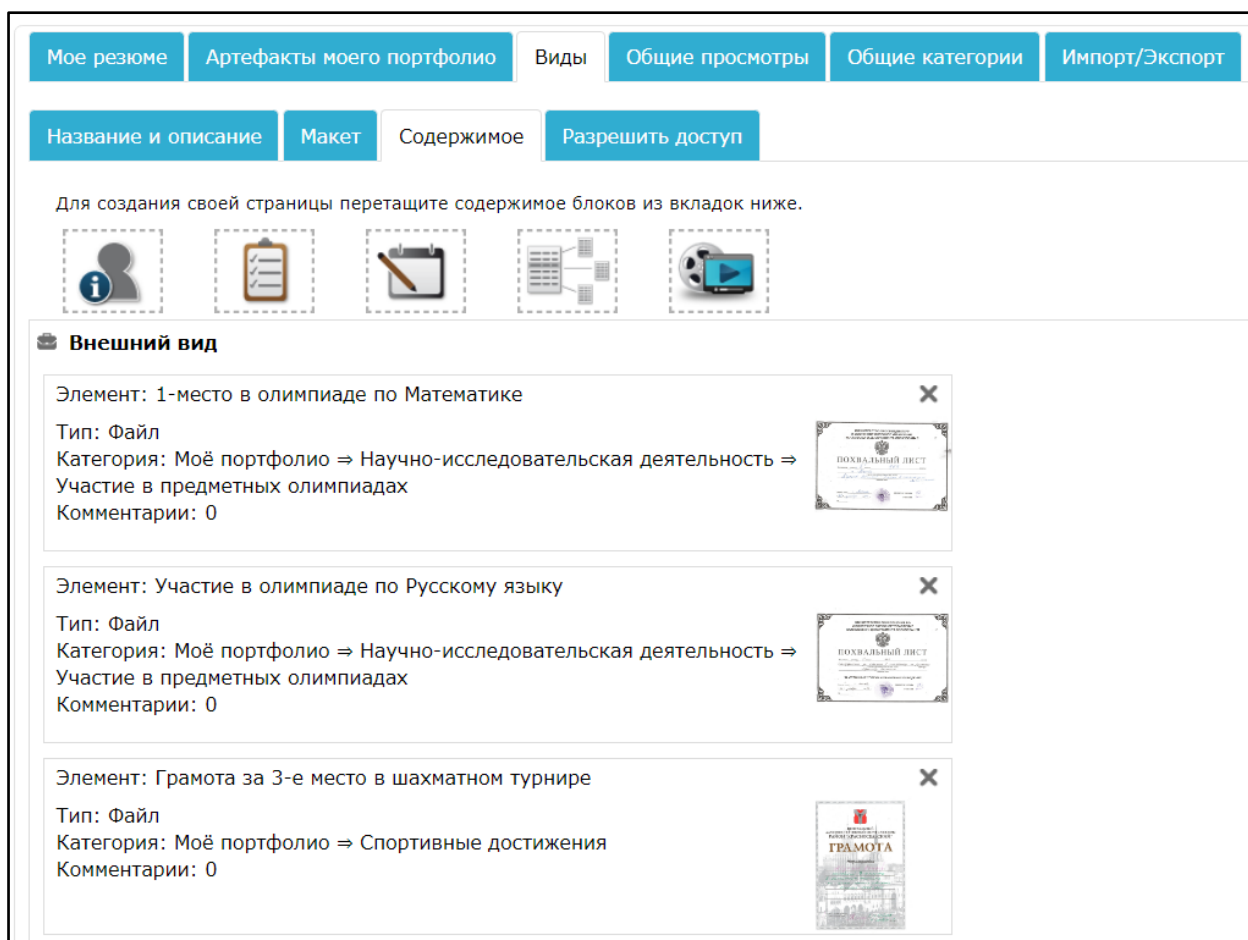 Мое резюме Артефакты моего портфолио Виды Общие просмотры Общие категории Импорт/Экспорт
Название и описание Макет Содержимое Разрешить доступ
Для создания своей страницы перетащите содержимое блоков из вкладок ниже.
Внешний вид
Элемент: 1-место в олимпиаде по Математике
Тип: Файл
Категория: Моё портфолио ⇒ Научно-исследовательская деятельность ⇒
Участие в предметных олимпиадах
Комментарии: 0
ПОХВАЛЬНЫЙ ЛИСТ
Элемент: Участие в олимпиаде по Русскому языку
Тип: Файл
Категория: Моё портфолио ⇒ Научно-исследовательская деятельность ⇒
Участие в предметных олимпиадах
Комментарии: 0
ПОХВАЛЬНЫЙ ЛИСТ
Элемент: Грамота за 3-е место в шахматном турнире
Тип: Файл
Категория: Моё портфолио ⇒ Спортивные достижения
Комментарии: 0
ГРАМОТА